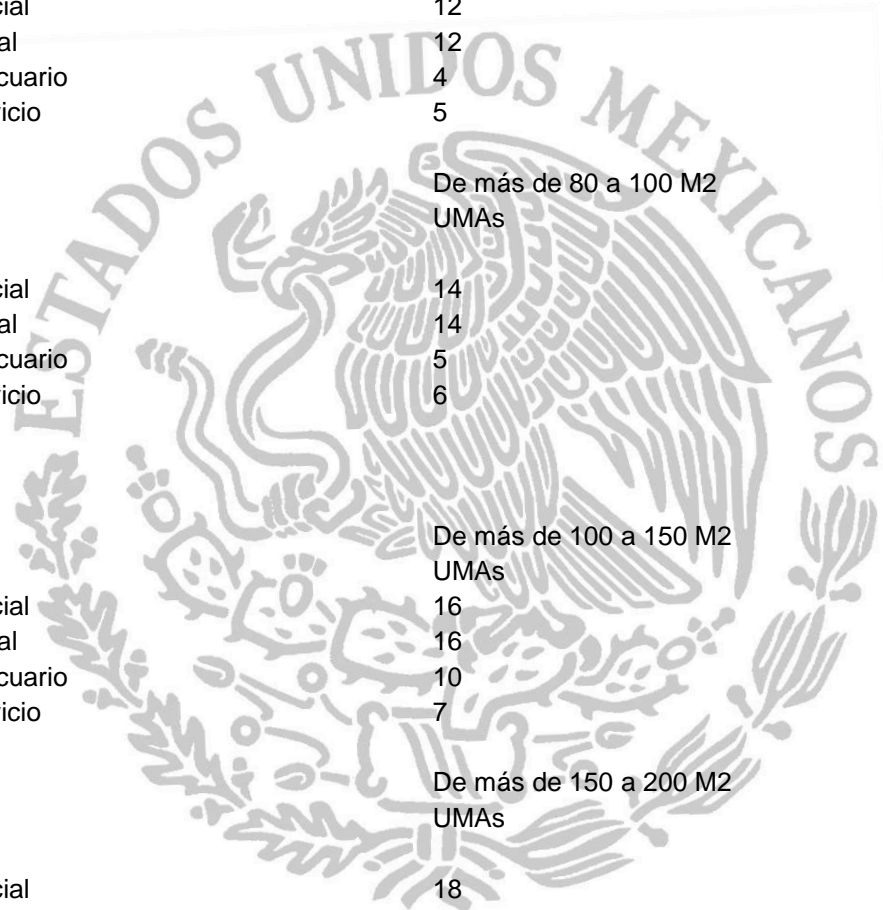 cial 12
al 12
cuario 4
icio 5
De más de 80 a 100 M2
UMAs
cial 14
al 14
cuario 5
icio 6
De más de 100 a 150 M2
UMAs
cial 16
al 16
cuario 10
icio 7
De más de 150 a 200 M2
UMAs
cial 18
ESTADOS UNIDOS MEXICANOS